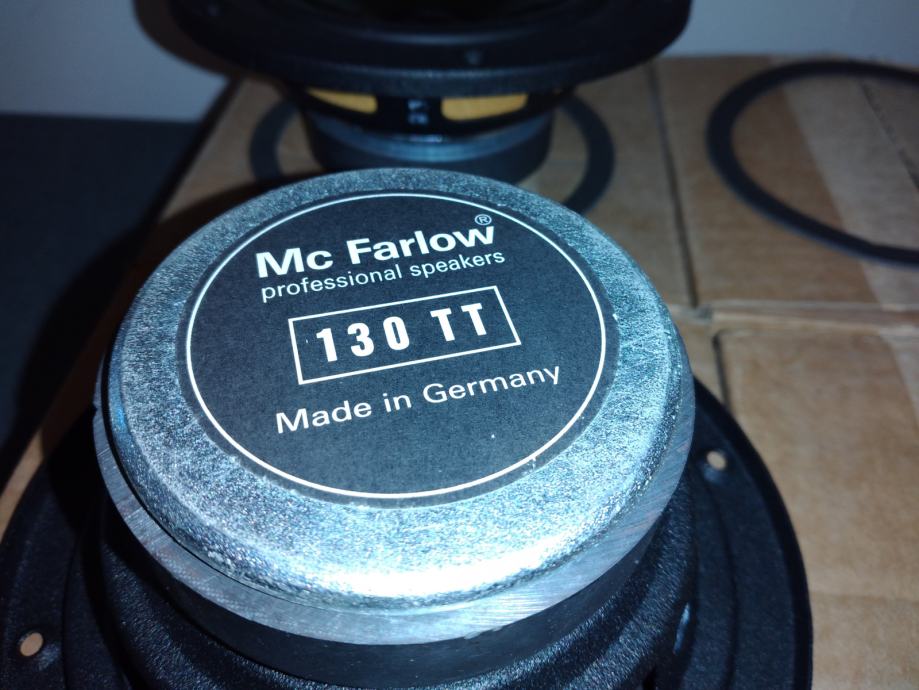 Mc Farlow®
professional speakers
130 TT
Made in Germany